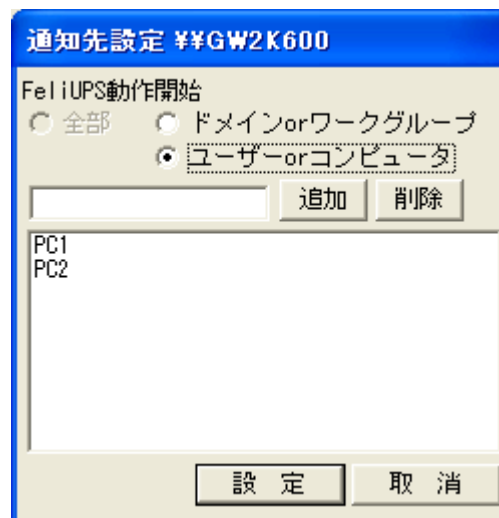 通知先設定 ¥¥GW2K600
FeliUPS動作開始
全部 ドメインorワークグループ
ユーザーorコンピュータ
追加 削除
PC1
PC2
設 定 取 消